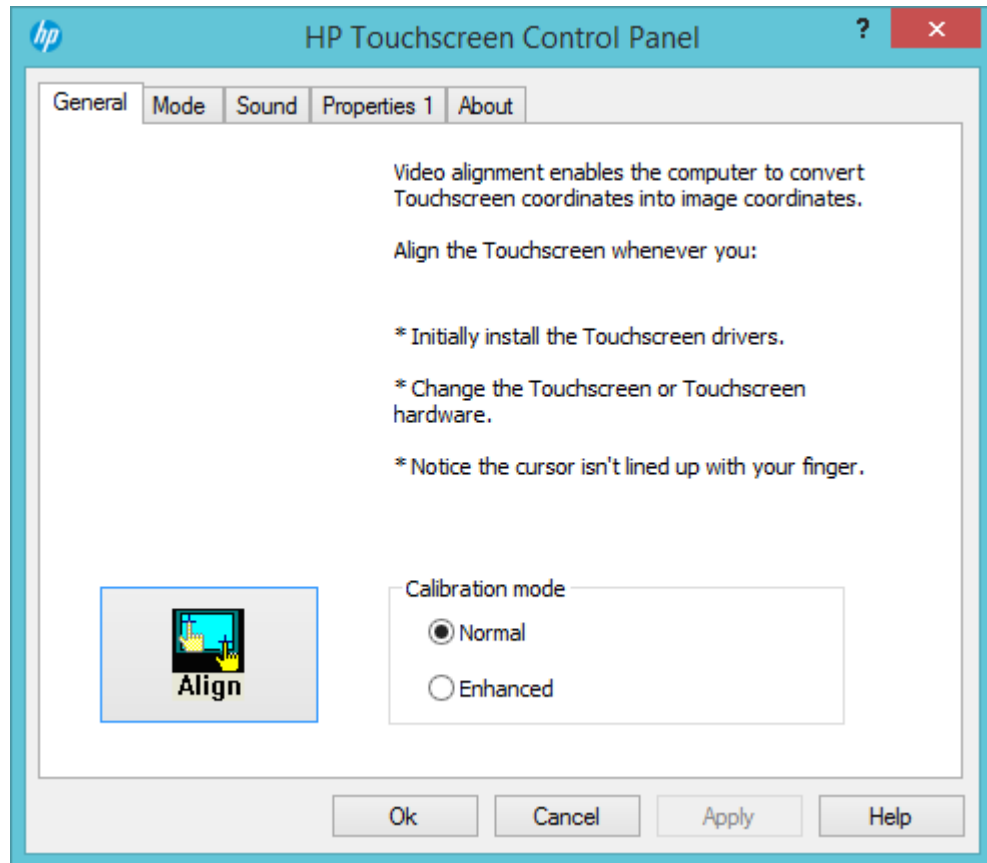 hp
HP Touchscreen Control Panel
?
General Mode Sound Properties 1 About
Video alignment enables the computer to convert
Touchscreen coordinates into image coordinates.
Align the Touchscreen whenever you:
* Initially install the Touchscreen drivers.
* Change the Touchscreen or Touchscreen
hardware.
* Notice the cursor isn't lined up with your finger.
Calibration mode
Normal
Enhanced
Align
Ok Cancel Apply Help